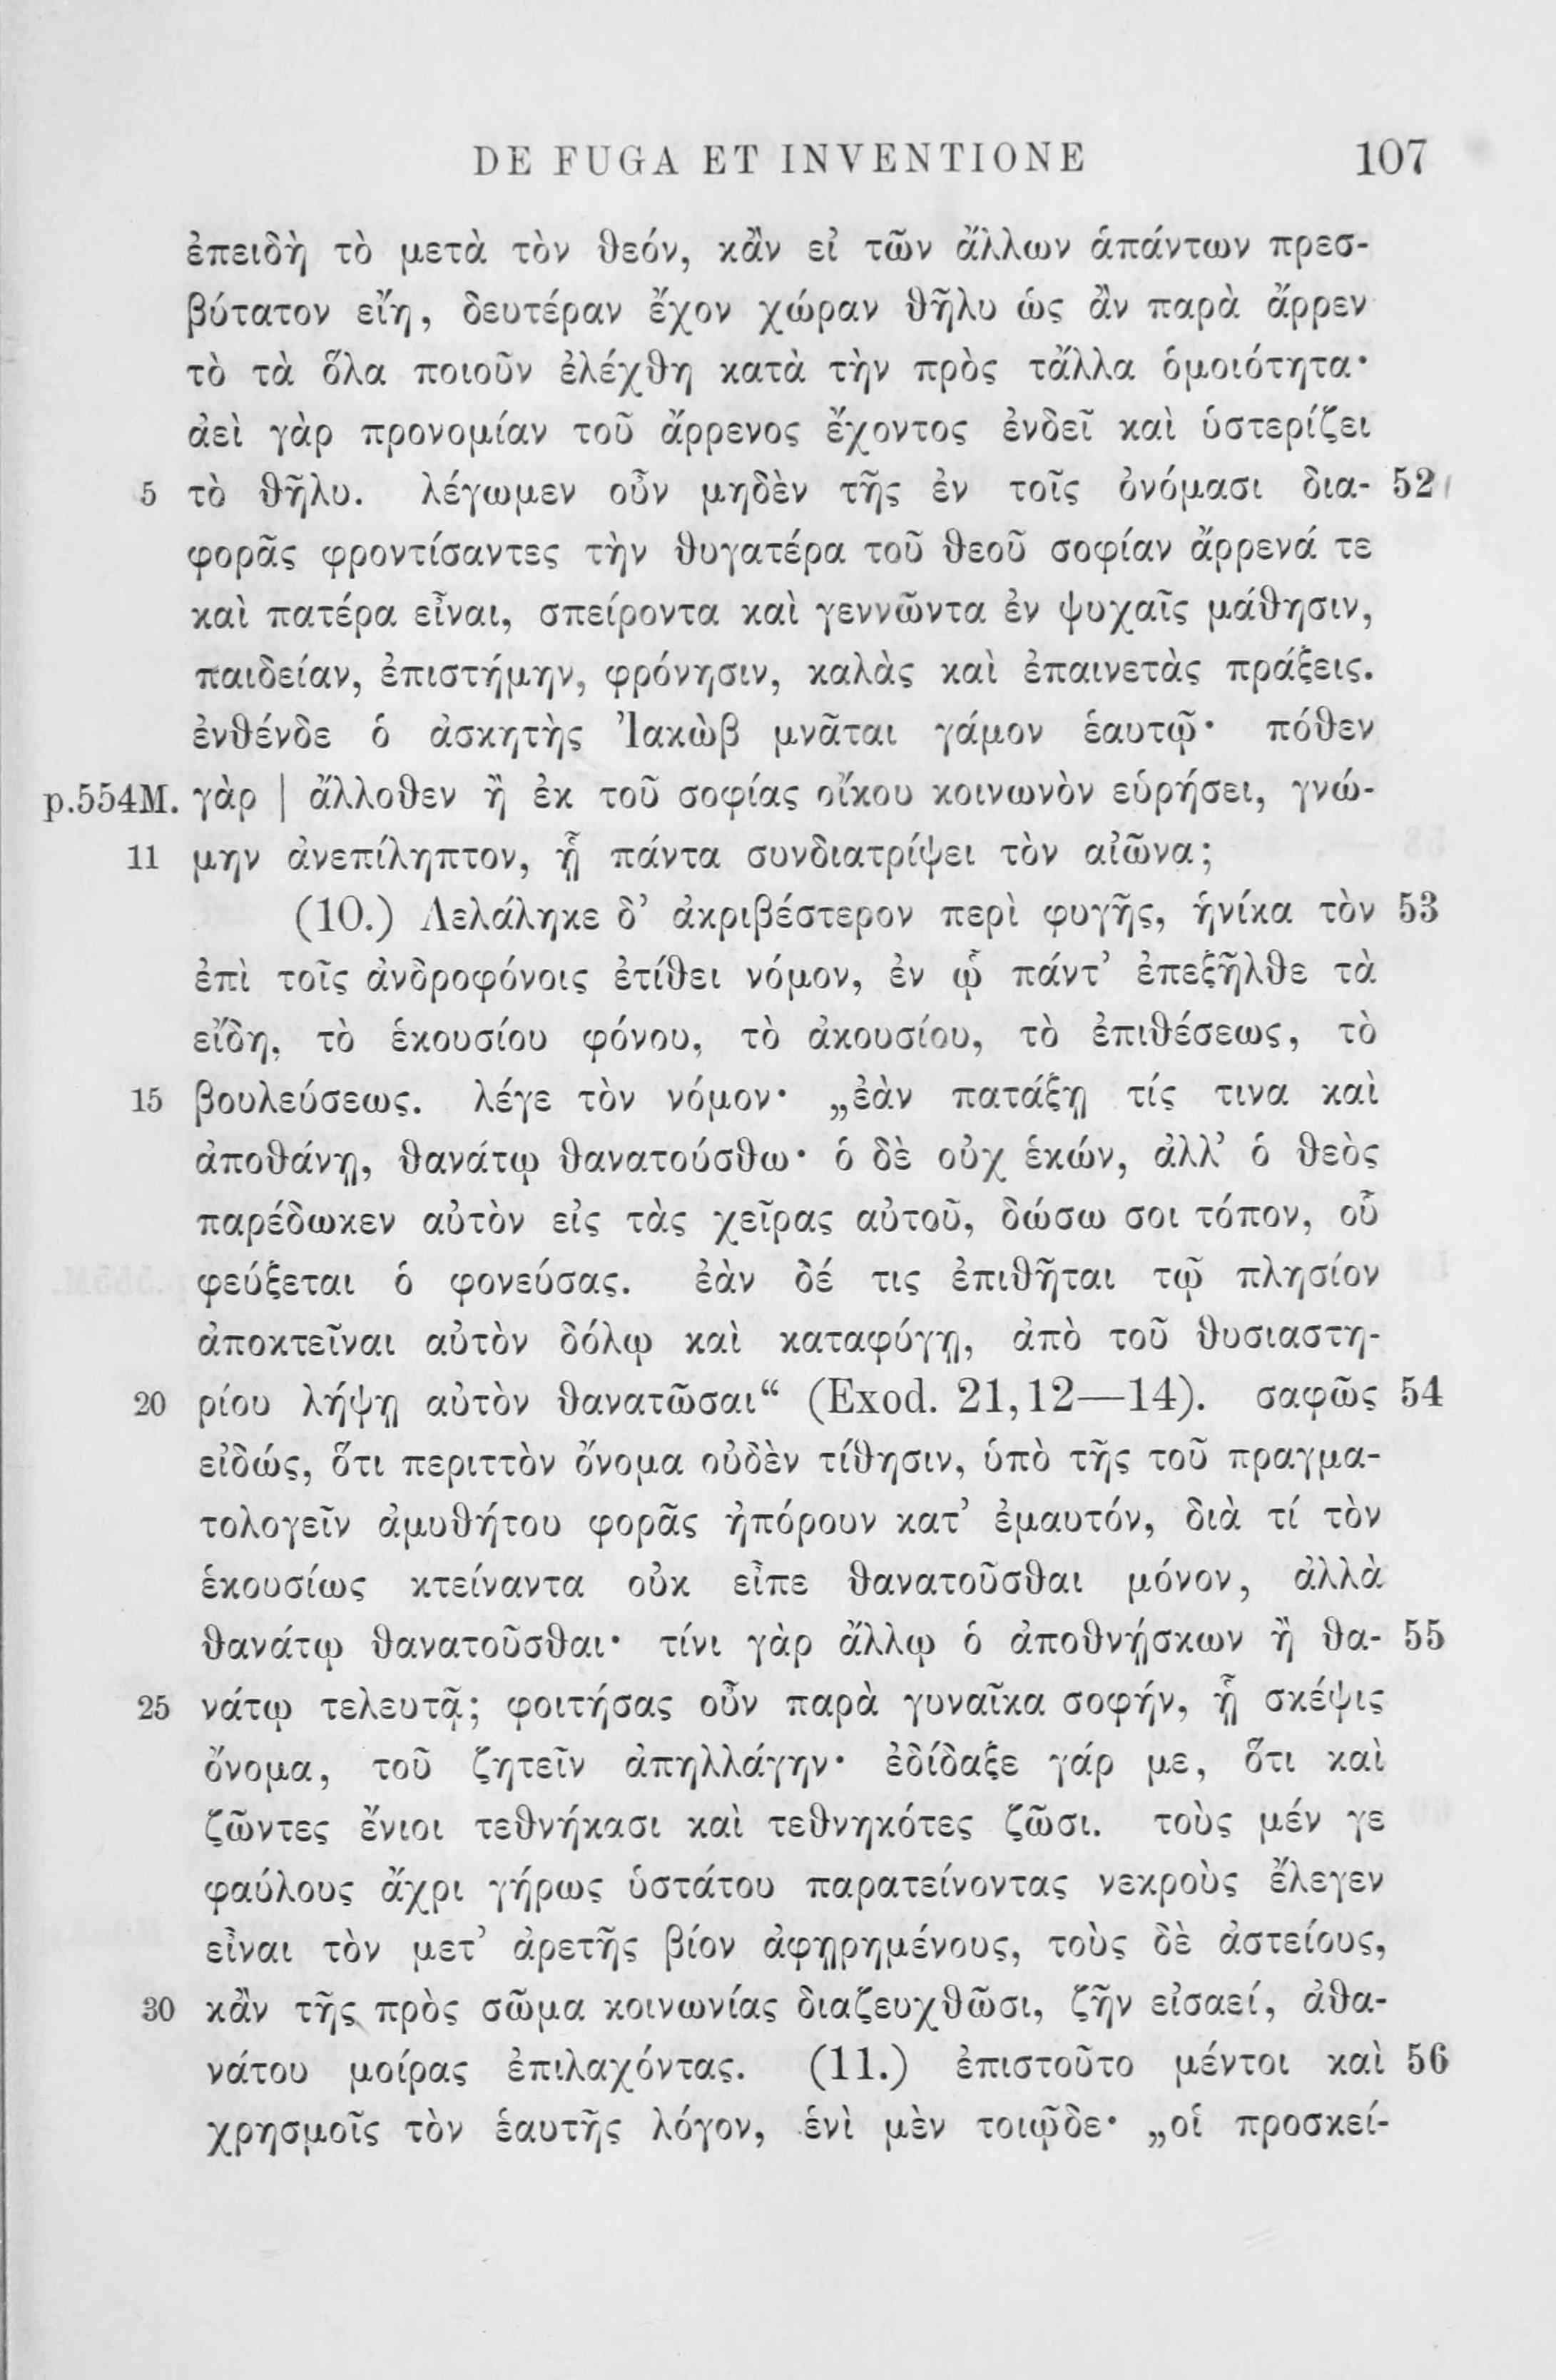 DE FUGA ET INVENTIONE 107
ἐπειδὴ τὸ μετὰ τὸν θεόν, κἂν εἰ τῶν ἄλλων ἁπάντων πρεσ-
βύτατον εἴη, δευτέραν ἔχον χώραν θῆλυ ὡς ἂν παρὰ ἄρρεν
τὸ τὰ ὅλα ποιοῦν ἐλέχθη κατὰ τὴν πρὸς τἄλλα ὁμοιότητα·
ἀεὶ γὰρ προνομίαν τοῦ ἄρρενος ἔχοντος ἐνδεῖ καὶ ὑστερίζει
5 τὸ θῆλυ. λέγωμεν οὖν μηδὲν τῆς ἐν τοῖς ὀνόμασι δια- 52
φορᾶς φροντίσαντες τὴν θυγατέρα τοῦ θεοῦ σοφίαν ἄρρενά τε
καὶ πατέρα εἶναι, σπείροντα καὶ γεννῶντα ἐν ψυχαῖς μάθησιν,
παιδείαν, ἐπιστήμην, φρόνησιν, καλὰς καὶ ἐπαινετὰς πράξεις.
ἐνθένδε ὁ ἀσκητὴς Ἰακὼβ μνᾶται γάμον ἑαυτῷ· πόθεν
p.554M. γὰρ | ἄλλοθεν ἢ ἐκ τοῦ σοφίας οἴκου κοινωνὸν εὑρήσει, γνώ-
11 μην ἀνεπίληπτον, ᾗ πάντα συνδιατρίψει τὸν αἰῶνα;
(10.) Λελάληκε δ’ ἀκριβέστερον περὶ φυγῆς, ἡνίκα τὸν 53
ἐπὶ τοῖς ἀνδροφόνοις ἐτίθει νόμον, ἐν ᾧ πάντ’ ἐπεξῆλθε τὰ
εἴδη, τὸ ἑκουσίου φόνου, τὸ ἀκουσίου, τὸ ἐπιθέσεως, τὸ
15 βουλεύσεως. λέγε τὸν νόμον· „ἐὰν πατάξῃ τίς τινα καὶ
ἀποθάνῃ, θανάτῳ θανατούσθω· ὁ δὲ οὐχ ἑκών, ἀλλ’ ὁ θεὸς
παρέδωκεν αὐτὸν εἰς τὰς χεῖρας αὐτοῦ, δώσω σοι τόπον, οὗ
φεύξεται ὁ φονεύσας. ἐὰν δέ τις ἐπιθῆται τῷ πλησίον
ἀποκτεῖναι αὐτὸν δόλῳ καὶ καταφύγῃ, ἀπὸ τοῦ θυσιαστη-
20 ρίου λήψῃ αὐτὸν θανατῶσαι“ (Exod. 21,12—14). σαφῶς 54
εἰδώς, ὅτι περιττὸν ὄνομα οὐδὲν τίθησιν, ὑπὸ τῆς τοῦ πραγμα-
τολογεῖν ἀμυθήτου φορᾶς ἠπόρουν κατ’ ἐμαυτόν, διὰ τί τὸν
ἑκουσίως κτείναντα οὐκ εἶπε θανατοῦσθαι μόνον, ἀλλὰ
θανάτῳ θανατοῦσθαι· τίνι γὰρ ἄλλῳ ὁ ἀποθνῄσκων ἢ θα- 55
25 νάτῳ τελευτᾷ; φοιτήσας οὖν παρὰ γυναῖκα σοφήν, ᾗ σκέψις
ὄνομα, τοῦ ζητεῖν ἀπηλλάγην· ἐδίδαξε γάρ με, ὅτι καὶ
ζῶντες ἔνιοι τεθνήκασι καὶ τεθνηκότες ζῶσι. τοὺς μέν γε
φαύλους ἄχρι γήρως ὑστάτου παρατείνοντας νεκροὺς ἔλεγεν
εἶναι τὸν μετ’ ἀρετῆς βίον ἀφῃρημένους, τοὺς δὲ ἀστείους,
30 κἂν τῆς πρὸς σῶμα κοινωνίας διαζευχθῶσι, ζῆν εἰσαεί, ἀθα-
νάτου μοίρας ἐπιλαχόντας. (11.) ἐπιστοῦτο μέντοι καὶ 56
χρησμοῖς τὸν ἑαυτῆς λόγον, ἑνὶ μὲν τοιῷδε· „οἱ προσκεί-